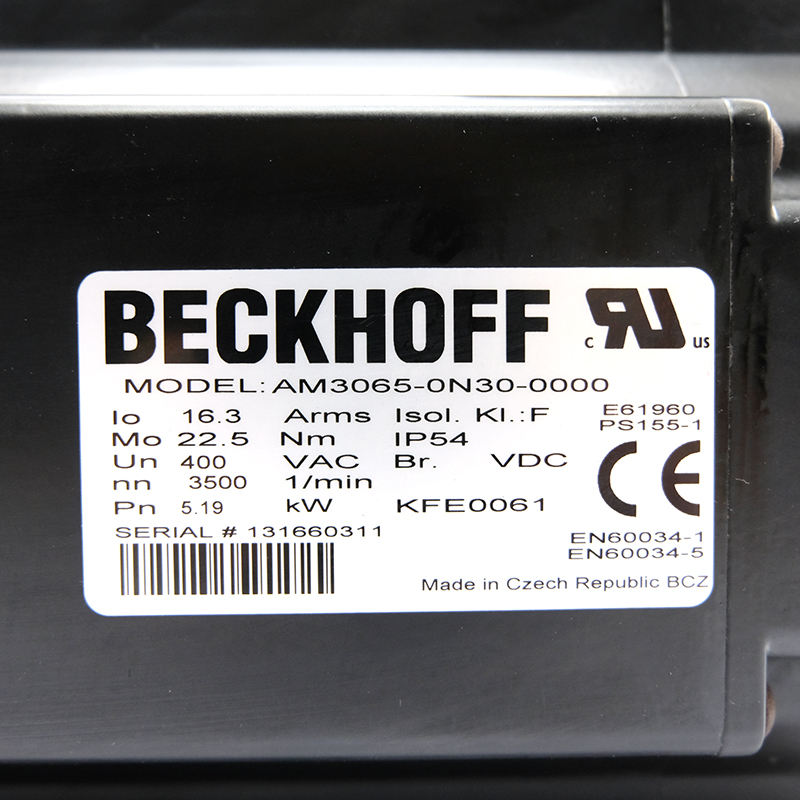 BECKHOFF
c RU us
MODEL: AM3065-0N30-0000
Io 16.3 Arms Isol. Kl.:F E61960
Mo 22.5 Nm IP54 PS155-1
Un 400 VAC Br. VDC
nn 3500 1/min CE
Pn 5.19 kW KFE0061
SERIAL # 131660311
EN60034-1
EN60034-5
Made in Czech Republic BCZ